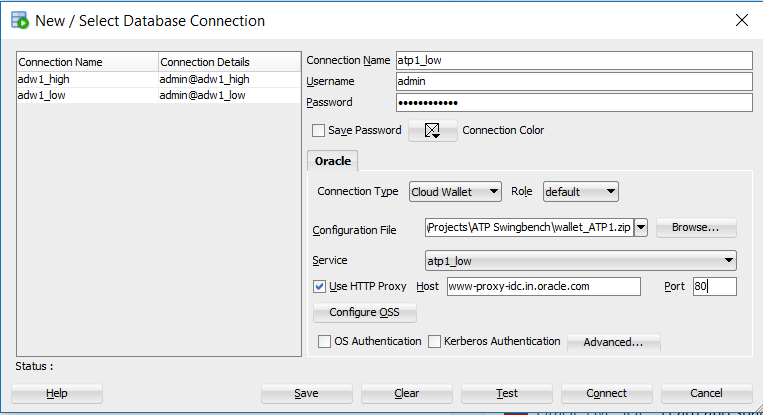 New / Select Database Connection
Connection Name Connection Details
adw1_high admin@adw1_high
adw1_low admin@adw1_low
Connection Name atp1_low
Username admin
Password ••••••••••••
Save Password Connection Color
Oracle
Connection Type Cloud Wallet Role default
Configuration File \Projects\ATP Swingbench\wallet_ATP1.zip Browse...
Service atp1_low
Use HTTP Proxy Host www-proxy-idc.in.oracle.com Port 80
Configure OSS
OS Authentication Kerberos Authentication Advanced...
Status :
Help Save Clear Test Connect Cancel